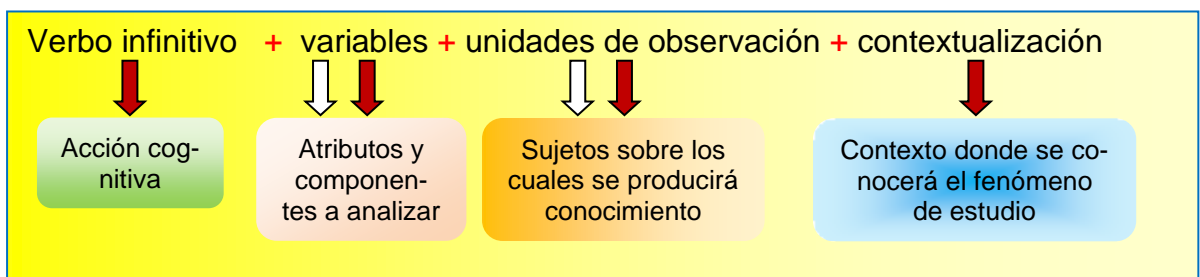 Verbo infinitivo + variables + unidades de observación + contextualización
Acción cog-
nitiva
Atributos y
componen-
tes a analizar
Sujetos sobre los
cuales se producirá
conocimiento
Contexto donde se co-
nocerá el fenómeno
de estudio